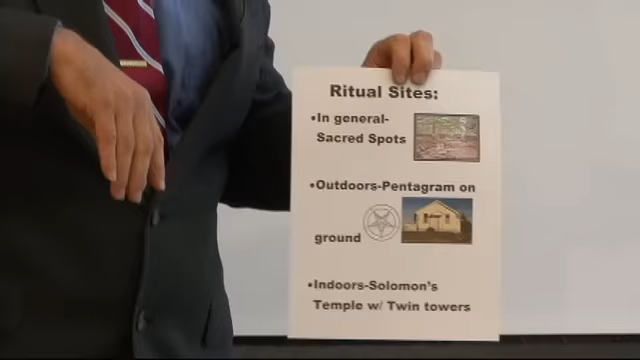 Ritual Sites:
•In general-
Sacred Spots
•Outdoors-Pentagram on
ground
•Indoors-Solomon's
Temple w/ Twin towers